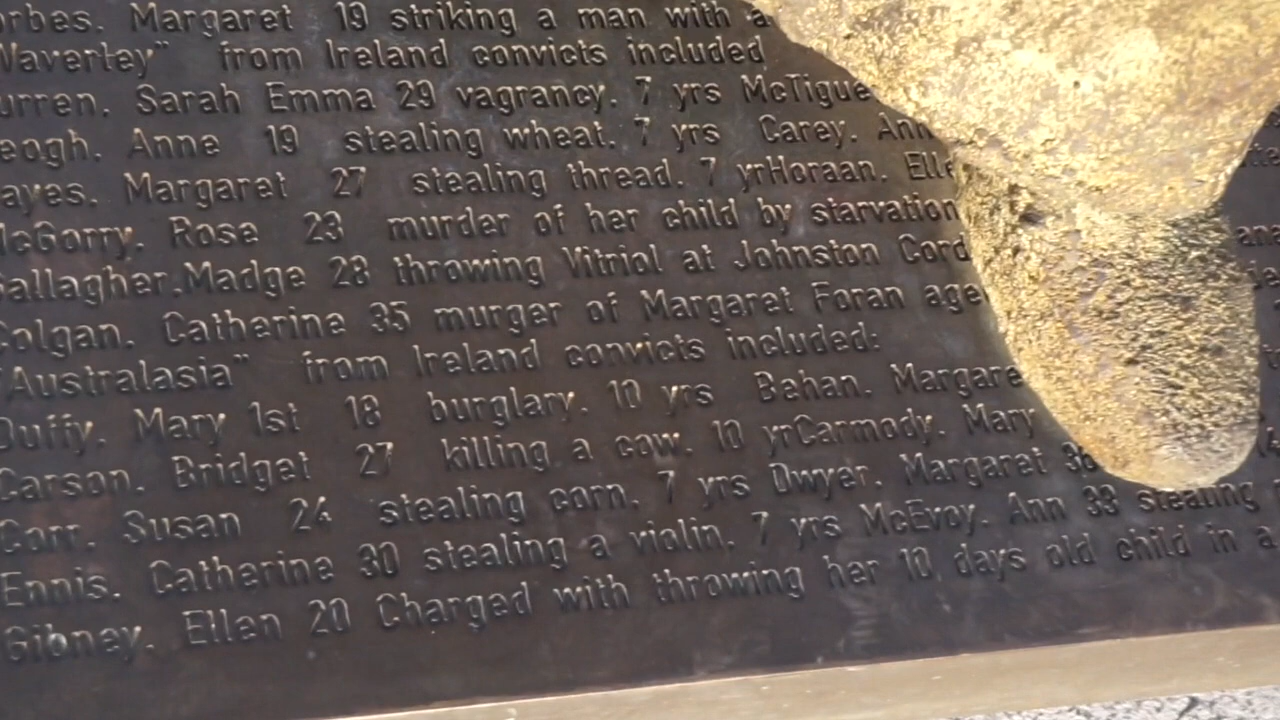 orbes. Margaret 19 striking a man with a
Waverley" from Ireland convicts included
urren. Sarah Emma 29 vagrancy. 7 yrs McTigue
eogh. Anne 19 stealing wheat. 7 yrs Carey. Ann
ayes. Margaret 27 stealing thread. 7 yrHoraan. Elle
McGorry. Rose 23 murder of her child by starvation
Gallagher.Madge 28 throwing Vitriol at Johnston Cord
Colgan. Catherine 35 murger of Margaret Foran age
"Australasia" from Ireland convicts included:
Duffy. Mary 1st 18 burglary. 10 yrs Behan. Margare
Carson. Bridget 27 killing a cow. 10 yrCarmody. Mary
Corr. Susan 24 stealing corn. 7 yrs Dwyer. Margaret 38
Ennis. Catherine 30 stealing a violin. 7 yrs McEvoy. Ann 33 stealing
Gibney. Ellen 20 Charged with throwing her 10 days old child in a